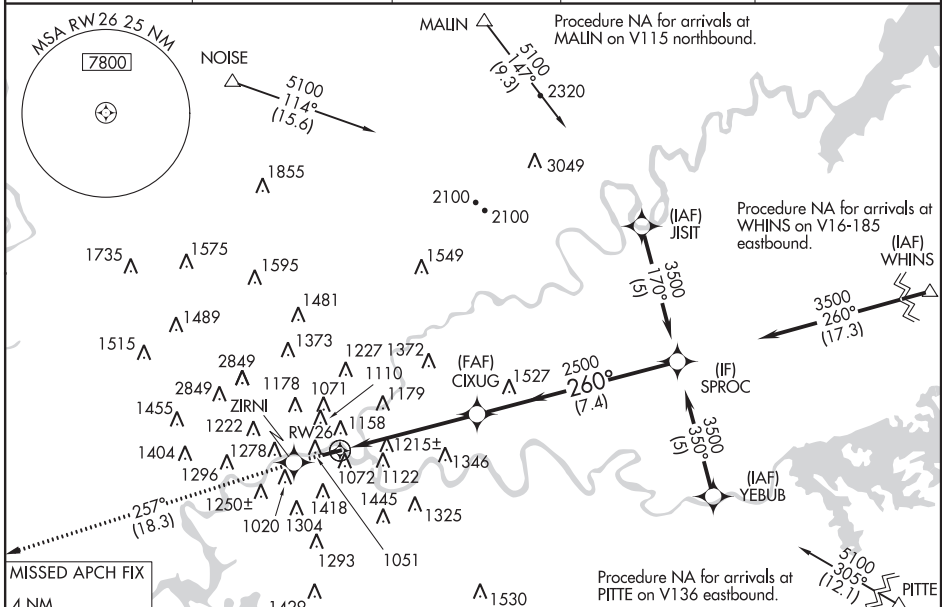 MSA RW 26 25 NM
7800
NOISE
5100
114°
(15.6)
MALIN
5100
147°
(9.3)
2320
Procedure NA for arrivals at
MALIN on V115 northbound.
3049
1855
2100
2100
(IAF)
JISIT
Procedure NA for arrivals at
WHINS on V16-185
eastbound.
(IAF)
WHINS
1735
1575
1595
1549
3500
170°
(5)
3500
260°
(17.3)
1481
1489
1515
1373
1227
1372
2849
2849
1178
1071
1110
1179
(FAF)
CIXUG
1527
2500
260°
(7.4)
(IF)
SPROC
1455
ZIRNI
1222
RW26
1158
1404
1278
1215±
1346
3500
350°
(5)
(IAF)
YEBUB
1296
1072
1122
1250±
1418
1445
1325
257°
(18.3)
1020
1304
1293
1051
5100
305°
(12.1)
MISSED APCH FIX
4 NM
Procedure NA for arrivals at
PITTE on V136 eastbound.
PITTE
1429
1530